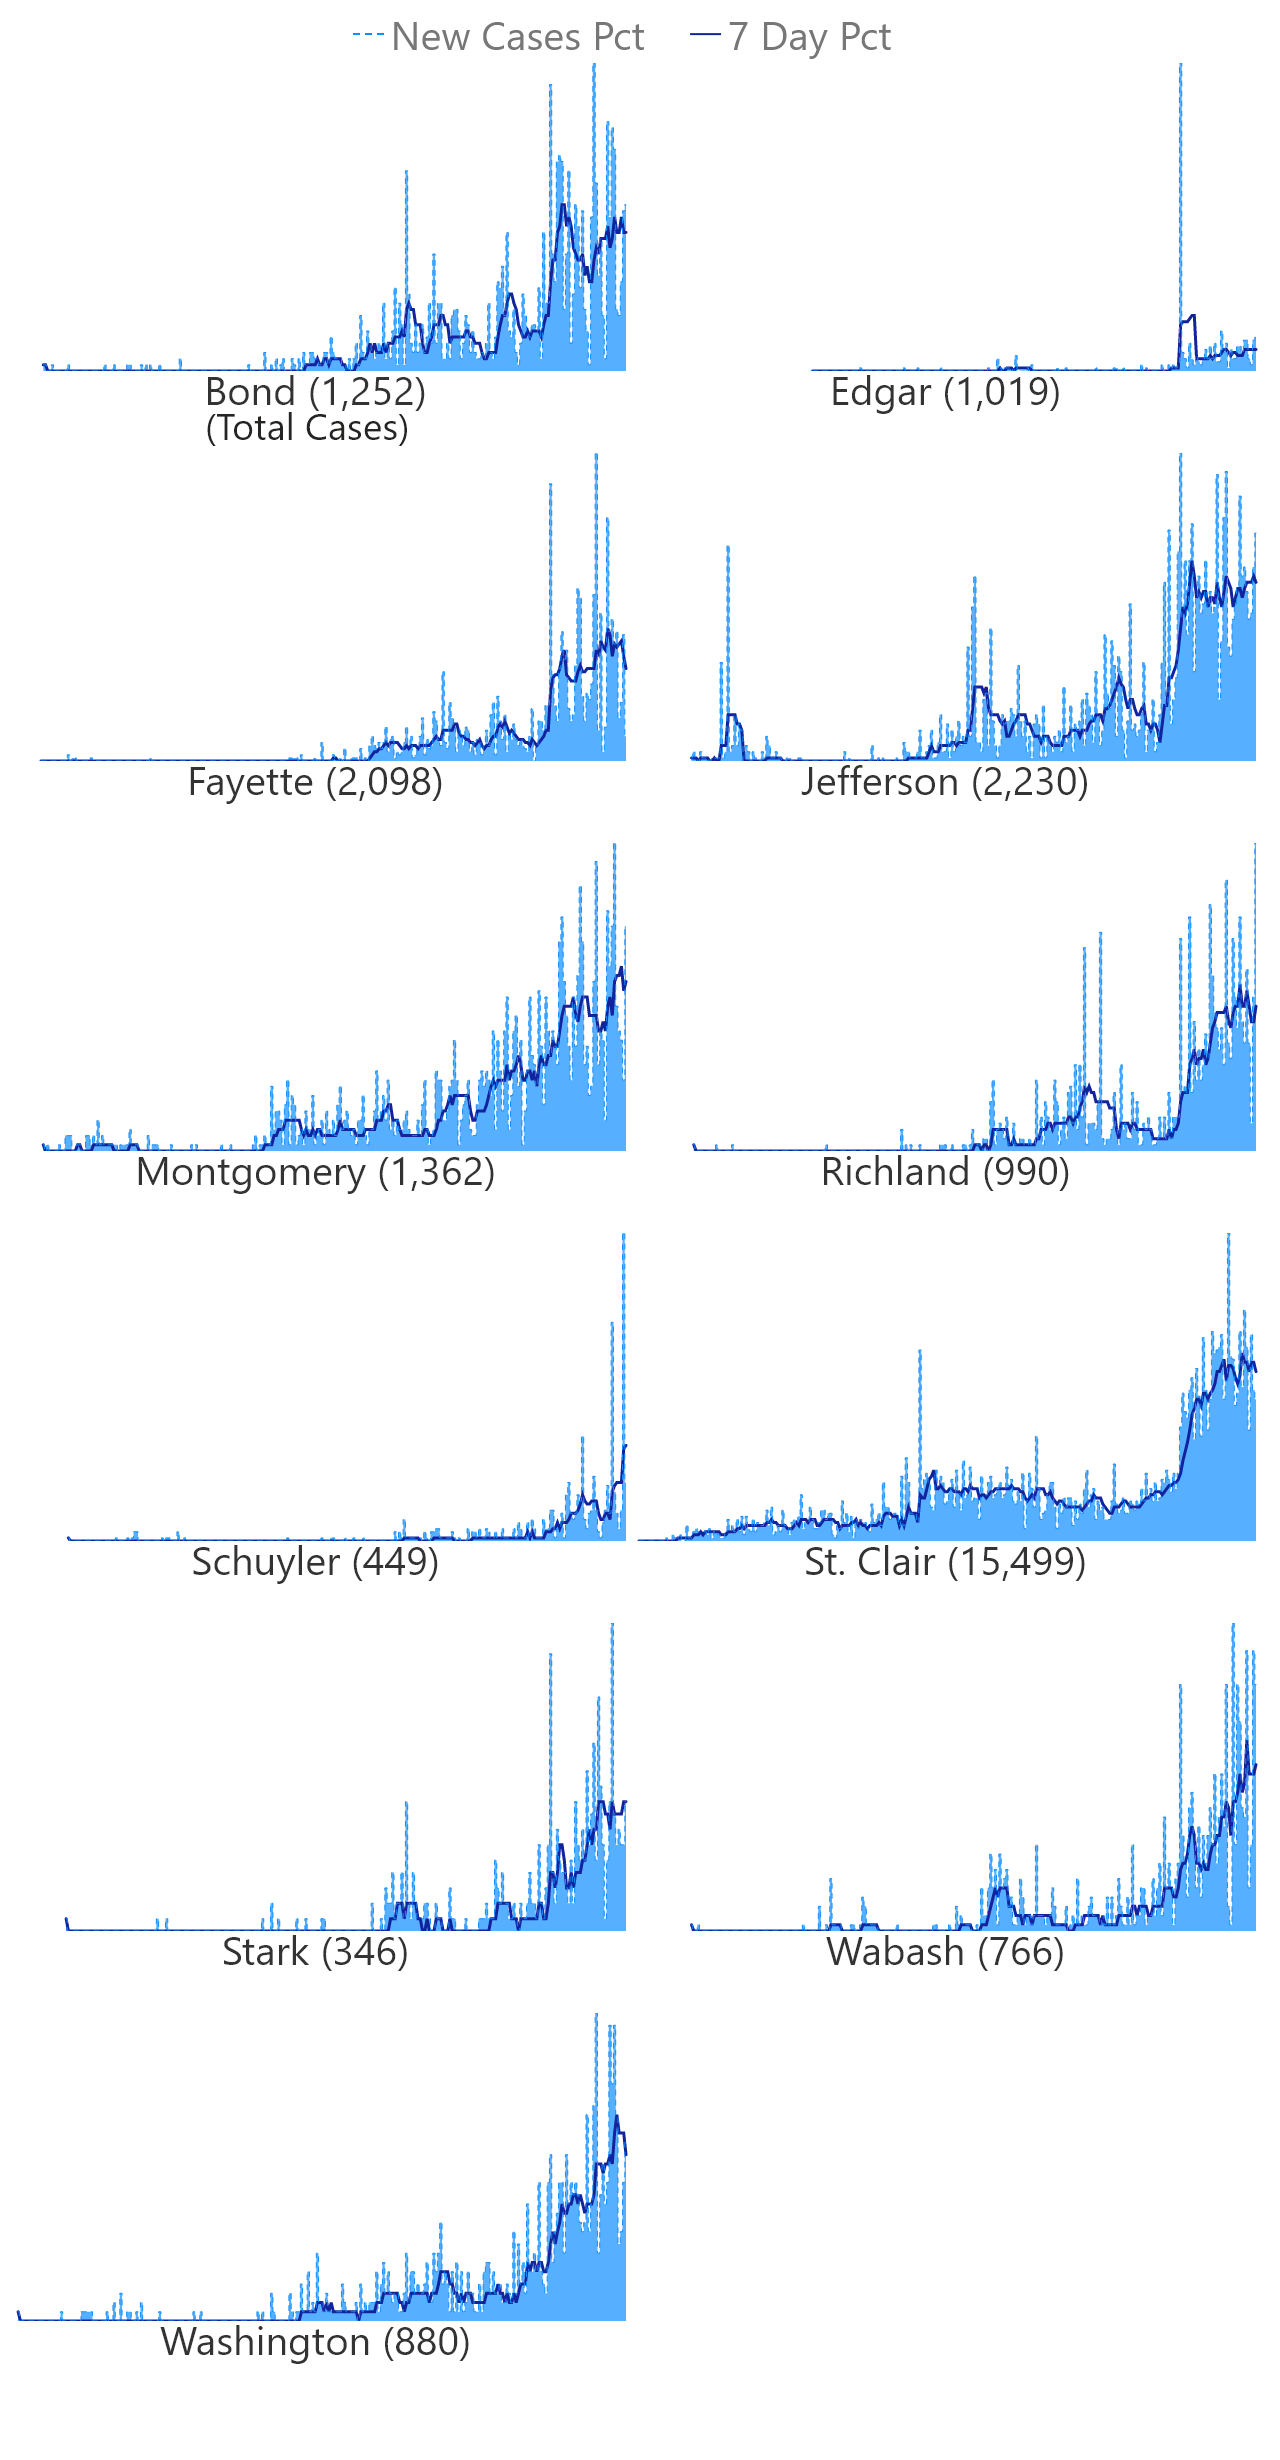 New Cases Pct 7 Day Pct
Bond (1,252)
(Total Cases)
Edgar (1,019)
Fayette (2,098)
Jefferson (2,230)
Montgomery (1,362)
Richland (990)
Schuyler (449)
St. Clair (15,499)
Stark (346)
Wabash (766)
Washington (880)